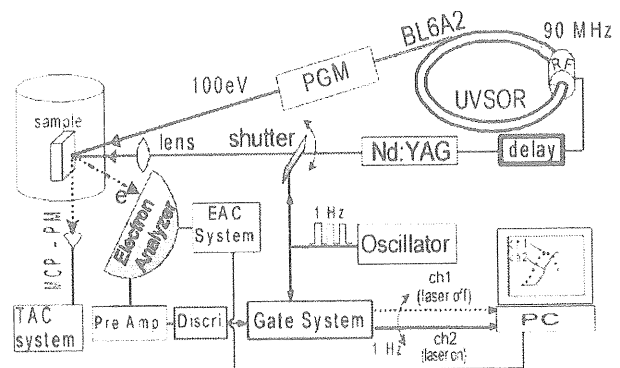 BL6A2
90 MHz
RF
UVSOR
100eV
PGM
sample
lens
shutter
Nd:YAG
delay
e
Electron
Analyzer
EAC
System
1 Hz
Oscillator
MCP-PM
TAC
system
Pre Amp
Discri.
Gate System
ch1
(laser off)
1 Hz
ch2
(laser on)
PC